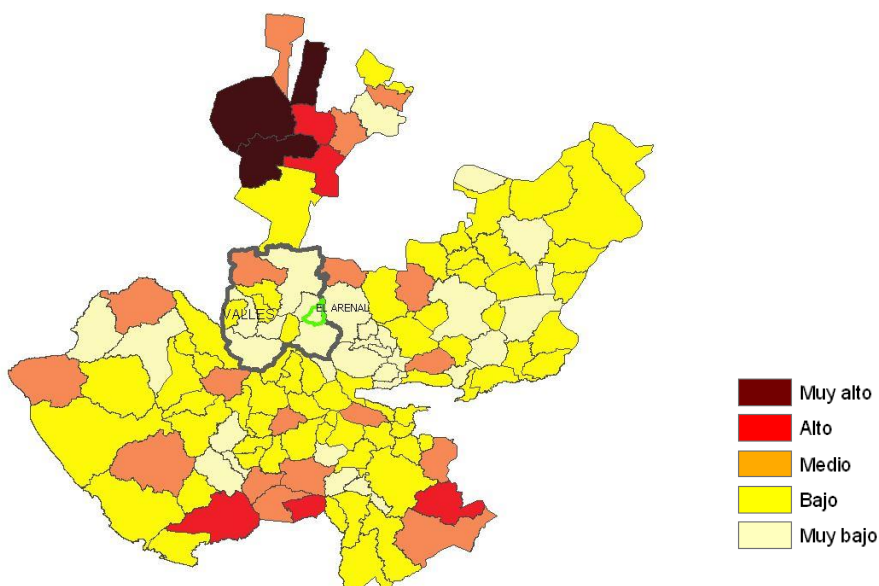 VALLES
EL ARENAL
Muy alto
Alto
Medio
Bajo
Muy bajo